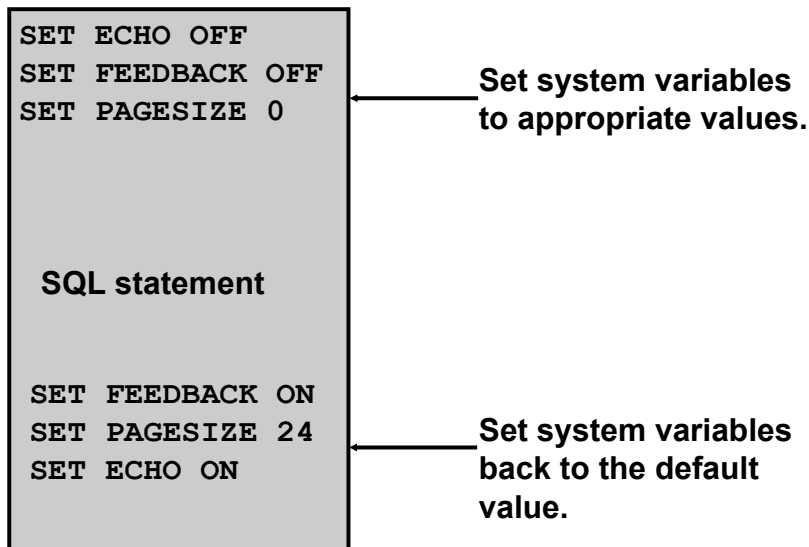 SET ECHO OFF
SET FEEDBACK OFF
SET PAGESIZE 0
Set system variables
to appropriate values.
SQL statement
SET FEEDBACK ON
SET PAGESIZE 24
SET ECHO ON
Set system variables
back to the default
value.